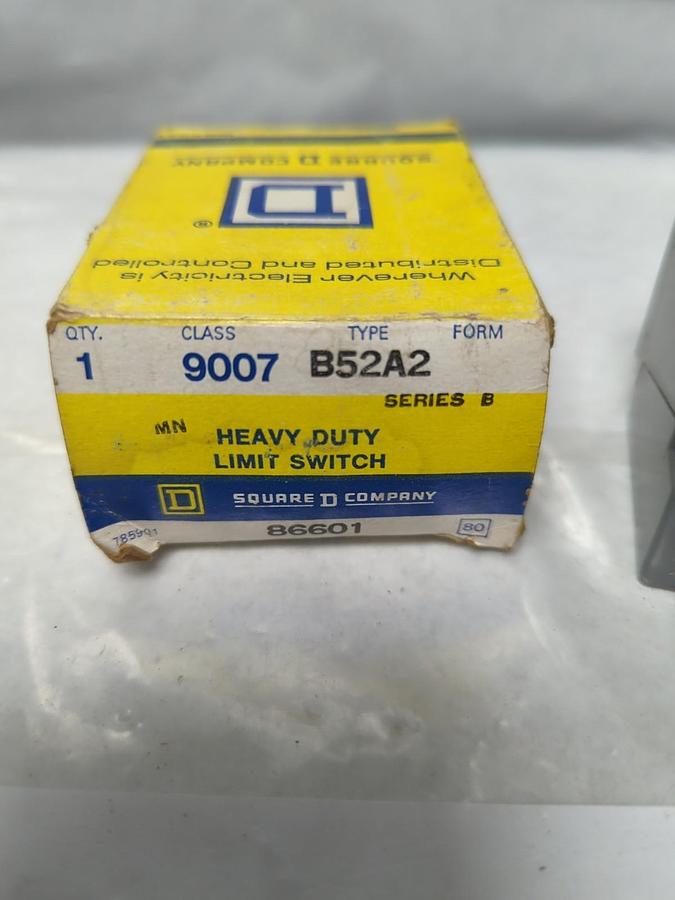 SQUARE D COMPANY
D
®
Wherever Electricity is
Distributed and Controlled
QTY. CLASS TYPE FORM
1 9007 B52A2
SERIES B
MN HEAVY DUTY
LIMIT SWITCH
D SQUARE D COMPANY
86601 80